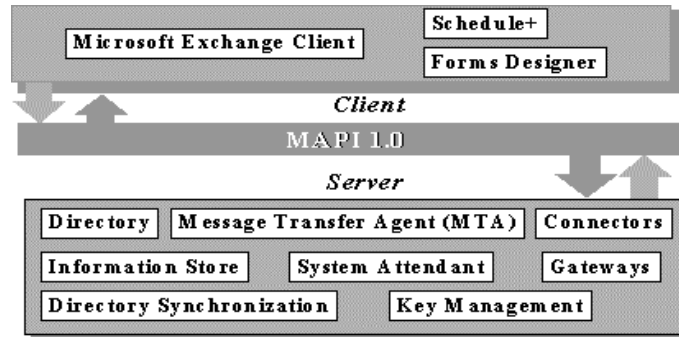 Microsoft Exchange Client
Schedule+
Forms Designer
Client
MAPI 1.0
Server
Directory
Message Transfer Agent (MTA)
Connectors
Information Store
System Attendant
Gateways
Directory Synchronization
Key Management